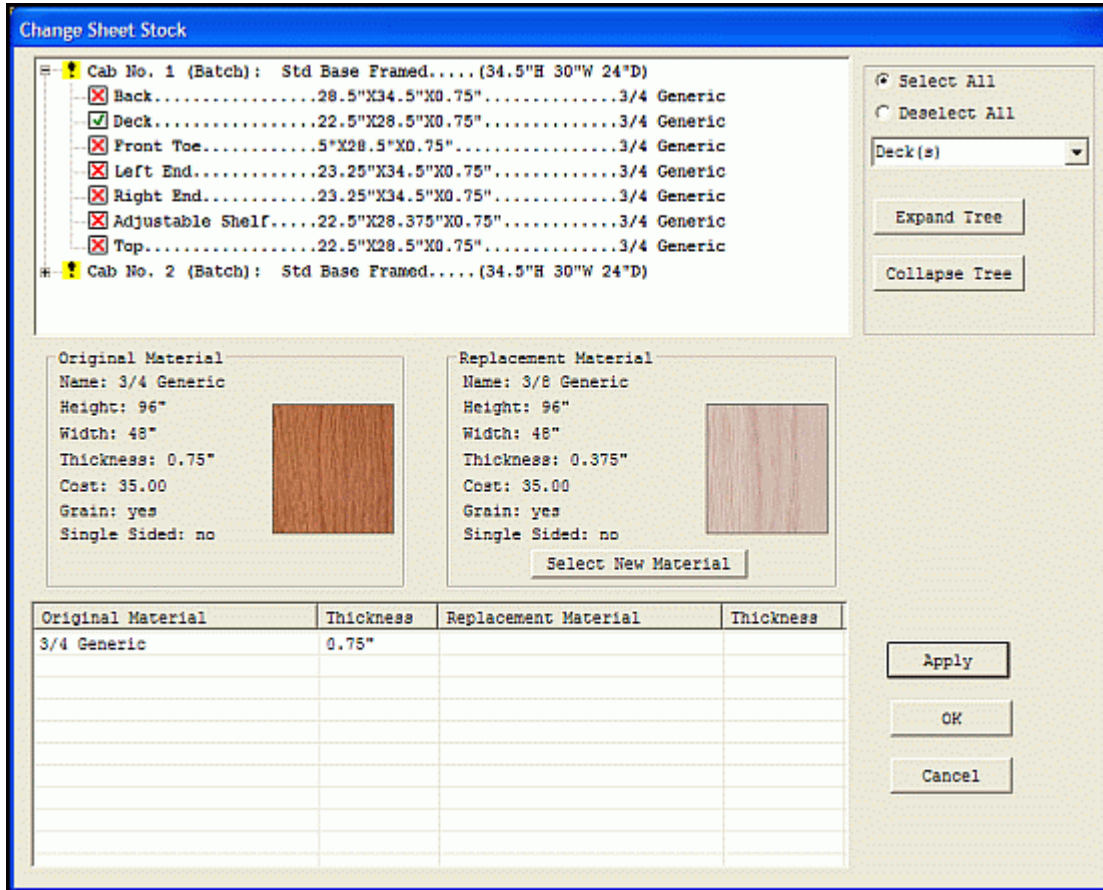 Change Sheet Stock
Cab No. 1 (Batch): Std Base Framed.....(34.5"H 30"W 24"D)
Back.................28.5"X34.5"X0.75"..............3/4 Generic
Deck.................22.5"X28.5"X0.75"..............3/4 Generic
Front Toe............5"X28.5"X0.75".................3/4 Generic
Left End.............23.25"X34.5"X0.75".............3/4 Generic
Right End............23.25"X34.5"X0.75".............3/4 Generic
Adjustable Shelf.....22.5"X28.375"X0.75"............3/4 Generic
Top..................22.5"X28.5"X0.75"..............3/4 Generic
Cab No. 2 (Batch): Std Base Framed.....(34.5"H 30"W 24"D)
Select All
Deselect All
Deck(s)
Expand Tree
Collapse Tree
Original Material
Name: 3/4 Generic
Height: 96"
Width: 48"
Thickness: 0.75"
Cost: 35.00
Grain: yes
Single Sided: no
Replacement Material
Name: 3/8 Generic
Height: 96"
Width: 48"
Thickness: 0.375"
Cost: 35.00
Grain: yes
Single Sided: no
Select New Material
Original Material Thickness Replacement Material Thickness
3/4 Generic 0.75"
Apply
OK
Cancel